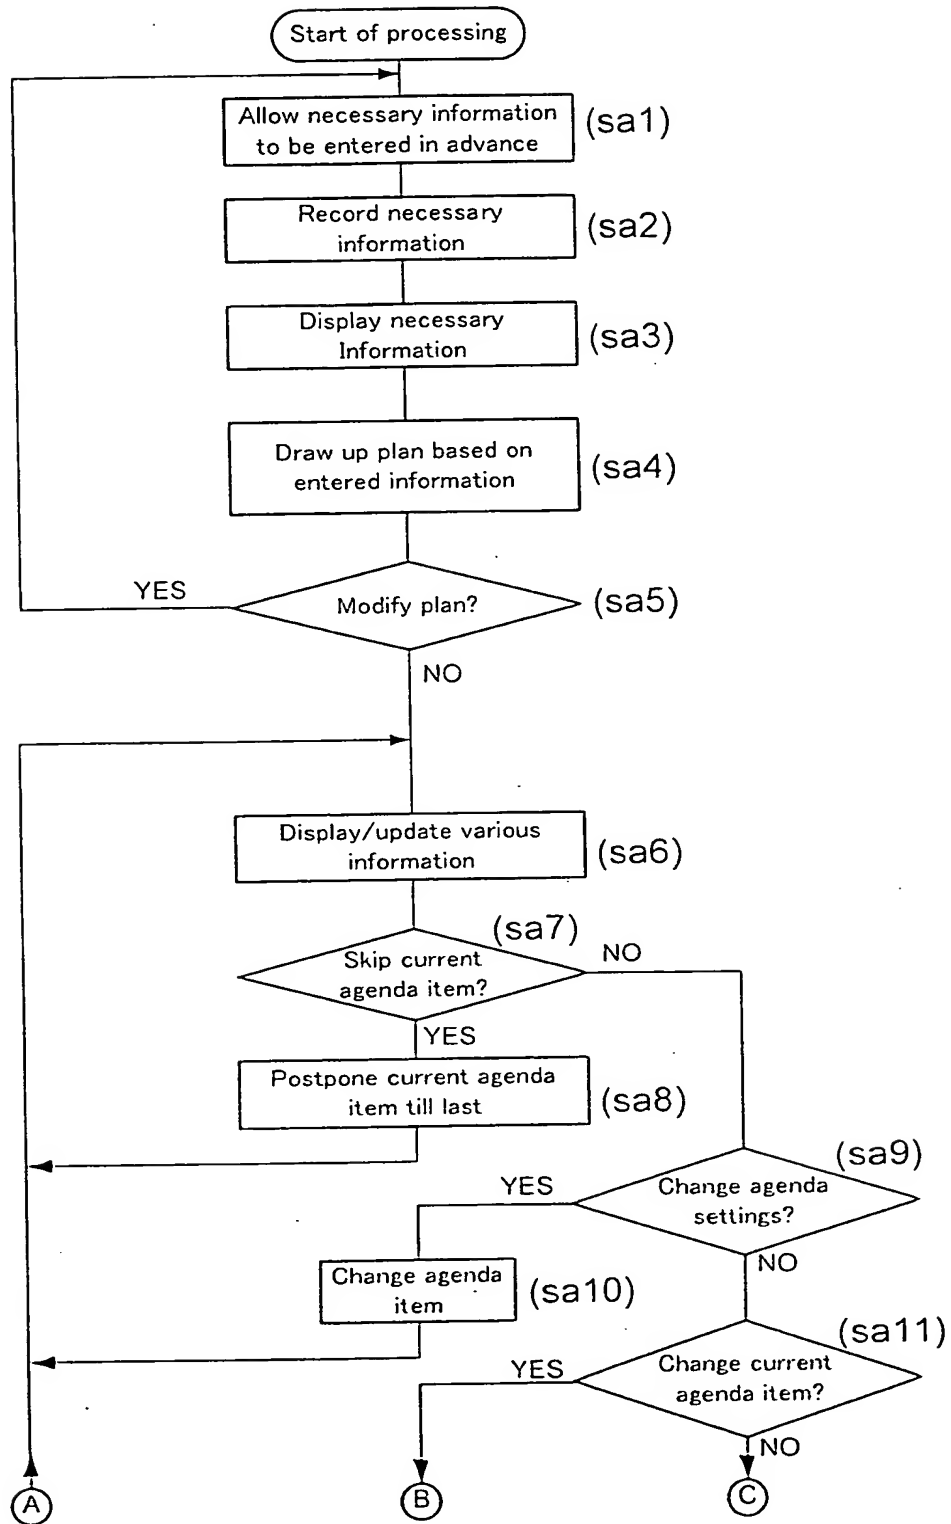 Start of processing
Allow necessary information
to be entered in advance
(sa1)
Record necessary
information
(sa2)
Display necessary
Information
(sa3)
Draw up plan based on
entered information
(sa4)
YES
Modify plan?
(sa5)
NO
Display/update various
information
(sa6)
(sa7)
Skip current
agenda item?
NO
YES
Postpone current agenda
item till last
(sa8)
(sa9)
YES
Change agenda
settings?
NO
Change agenda
item
(sa10)
(sa11)
YES
Change current
agenda item?
NO
A
B
C